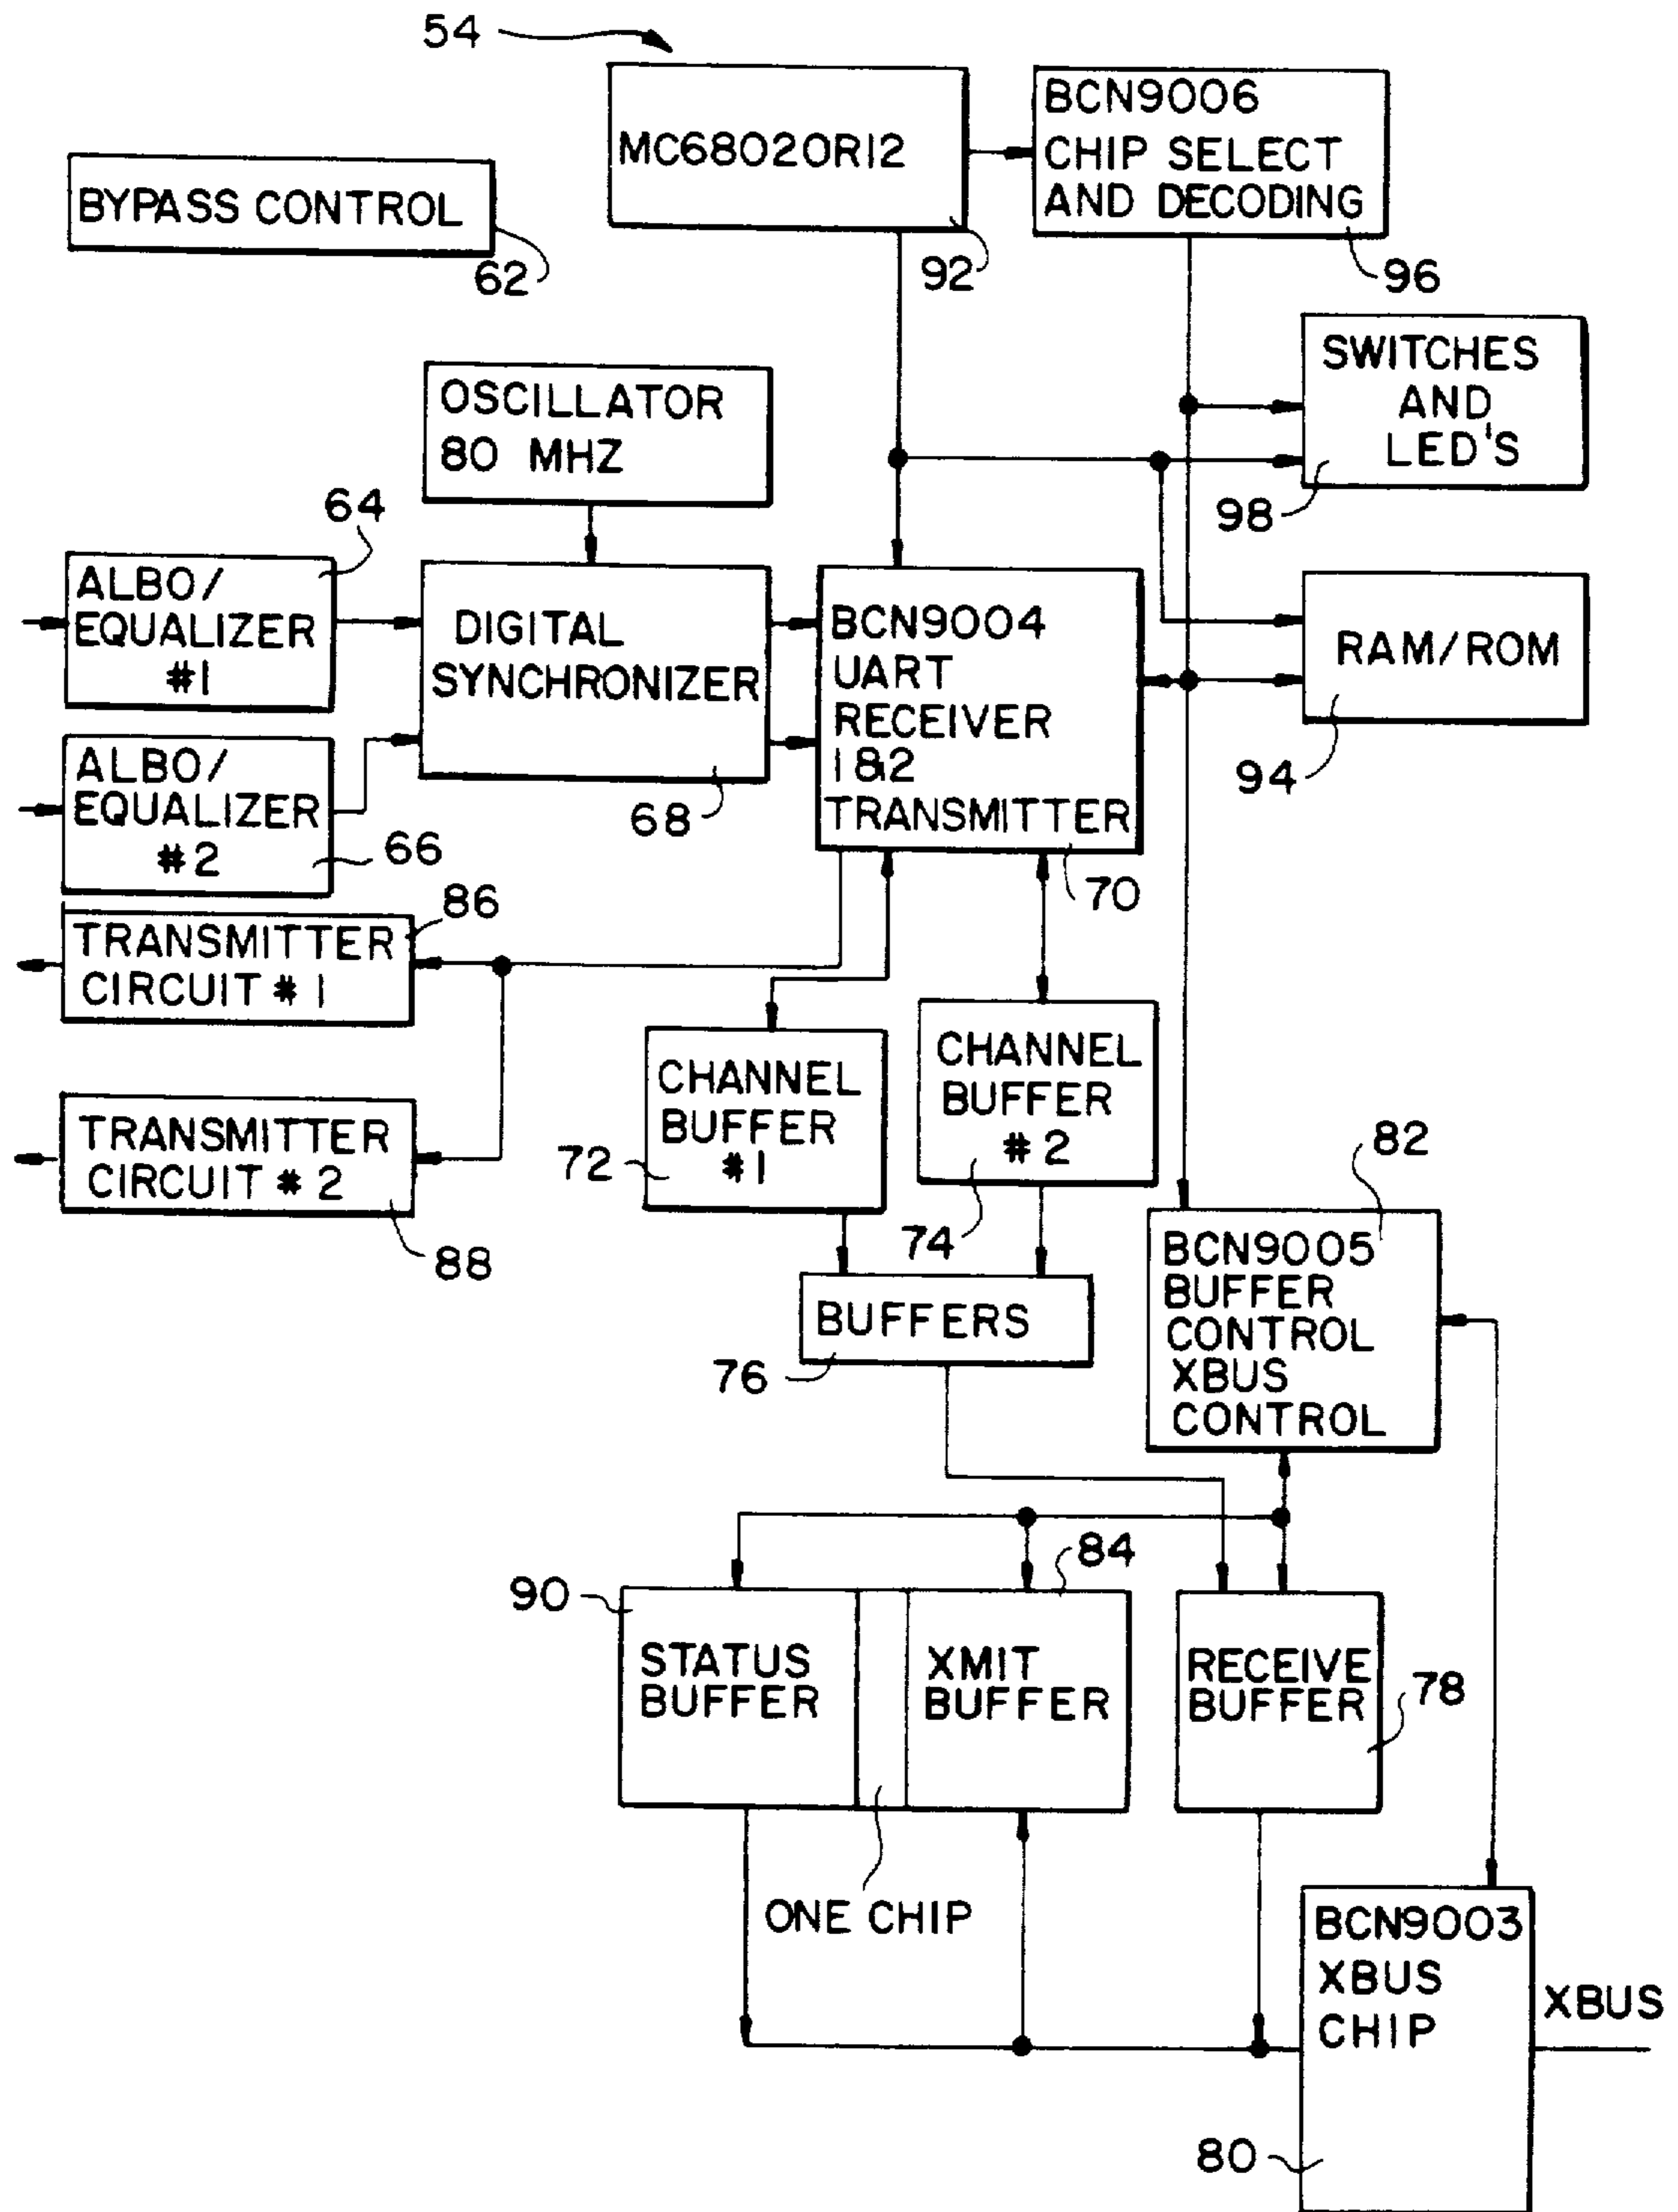 54
MC68020R12
92
BCN9006
CHIP SELECT
AND DECODING
96
BYPASS CONTROL
62
SWITCHES
AND
LED'S
98
OSCILLATOR
80 MHZ
64
ALBO/
EQUALIZER
#1
DIGITAL
SYNCHRONIZER
68
BCN9004
UART
RECEIVER
1&2
TRANSMITTER
70
RAM/ROM
94
ALBO/
EQUALIZER
#2
66
86
TRANSMITTER
CIRCUIT #1
TRANSMITTER
CIRCUIT #2
88
CHANNEL
BUFFER
#1
72
CHANNEL
BUFFER
#2
74
82
BCN9005
BUFFER
CONTROL
XBUS
CONTROL
BUFFERS
76
90
STATUS
BUFFER
84
XMIT
BUFFER
RECEIVE
BUFFER
78
ONE CHIP
BCN9003
XBUS
CHIP
80
XBUS